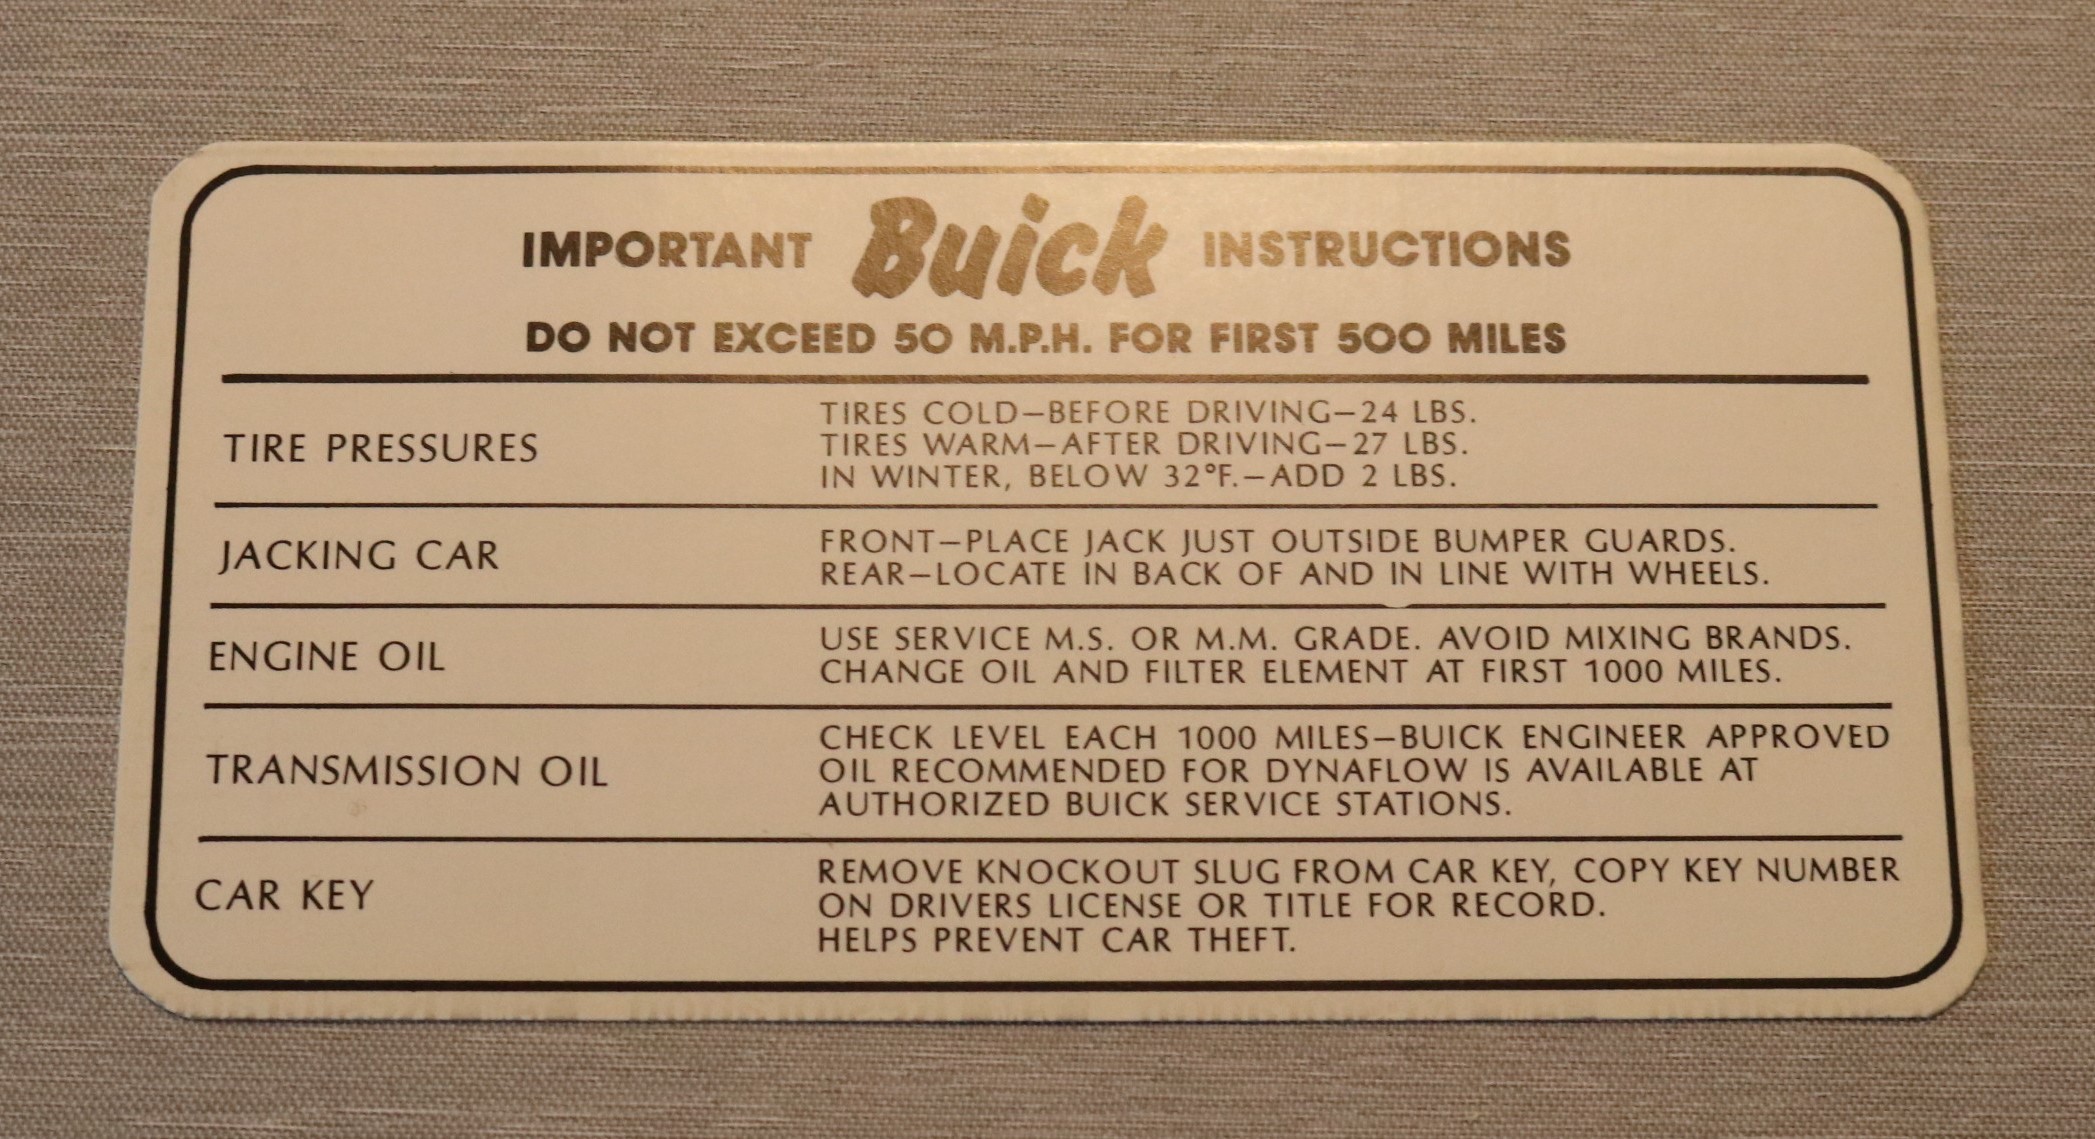 IMPORTANT Buick INSTRUCTIONS
DO NOT EXCEED 50 M.P.H. FOR FIRST 500 MILES
TIRE PRESSURES
TIRES COLD—BEFORE DRIVING—24 LBS.
TIRES WARM—AFTER DRIVING—27 LBS.
IN WINTER, BELOW 32°F.—ADD 2 LBS.
JACKING CAR
FRONT—PLACE JACK JUST OUTSIDE BUMPER GUARDS.
REAR—LOCATE IN BACK OF AND IN LINE WITH WHEELS.
ENGINE OIL
USE SERVICE M.S. OR M.M. GRADE. AVOID MIXING BRANDS.
CHANGE OIL AND FILTER ELEMENT AT FIRST 1000 MILES.
TRANSMISSION OIL
CHECK LEVEL EACH 1000 MILES—BUICK ENGINEER APPROVED
OIL RECOMMENDED FOR DYNAFLOW IS AVAILABLE AT
AUTHORIZED BUICK SERVICE STATIONS.
CAR KEY
REMOVE KNOCKOUT SLUG FROM CAR KEY, COPY KEY NUMBER
ON DRIVERS LICENSE OR TITLE FOR RECORD.
HELPS PREVENT CAR THEFT.